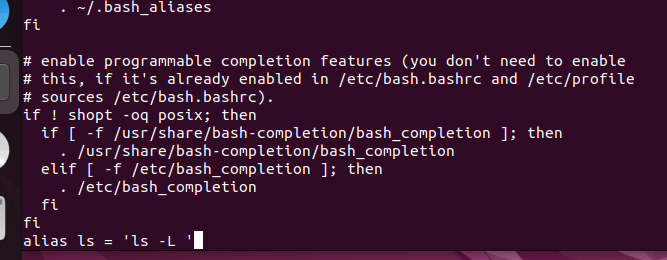 . ~/.bash_aliases
fi

# enable programmable completion features (you don't need to enable
# this, if it's already enabled in /etc/bash.bashrc and /etc/profile
# sources /etc/bash.bashrc).
if ! shopt -oq posix; then
  if [ -f /usr/share/bash-completion/bash_completion ]; then
    . /usr/share/bash-completion/bash_completion
  elif [ -f /etc/bash_completion ]; then
    . /etc/bash_completion
  fi
fi
alias ls = 'ls -L '